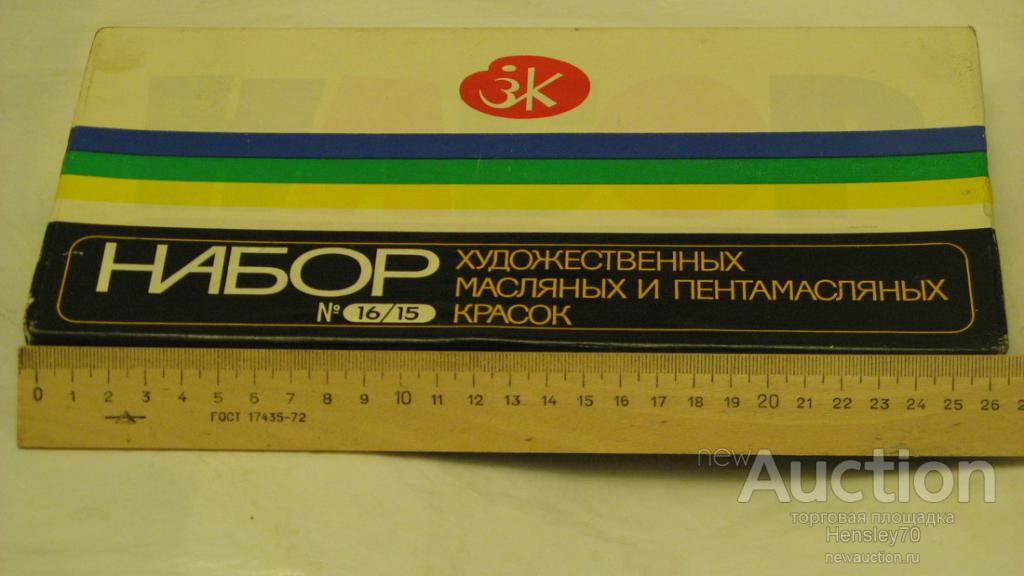 ЗК
НАБОР
№ 16/15
ХУДОЖЕСТВЕННЫХ
МАСЛЯНЫХ И ПЕНТАМАСЛЯНЫХ
КРАСОК
0 1 2 3 4 5 6 7 8 9 10 11 12 13 14 15 16 17 18 19 20 21 22 23 24 25 26
ГОСТ 17435-72
newAuction
торговая площадка
Hensley70
newauction.ru